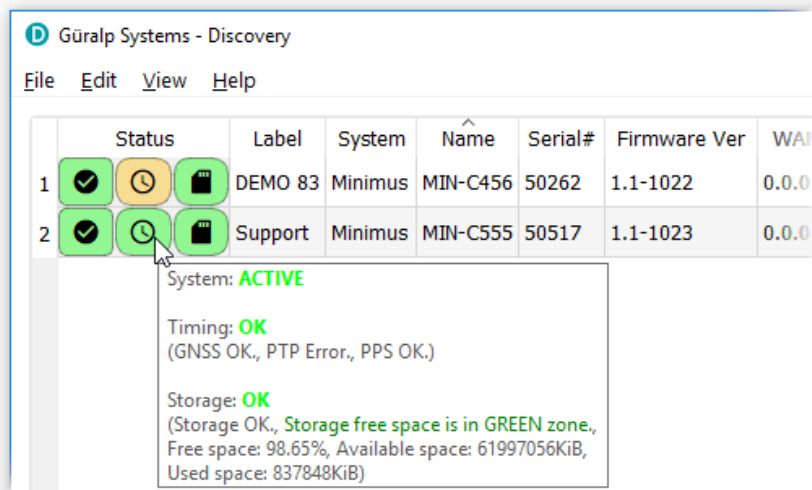 Güralp Systems - Discovery
File Edit View Help
Status Label System Name Serial# Firmware Ver
1 DEMO 83 Minimus MIN-C456 50262 1.1-1022 0.0.0
2 Support Minimus MIN-C555 50517 1.1-1023 0.0.0
System: ACTIVE
Timing: OK
(GNSS OK., PTP Error., PPS OK.)
Storage: OK
(Storage OK., Storage free space is in GREEN zone.,
Free space: 98.65%, Available space: 61997056KiB,
Used space: 837848KiB)